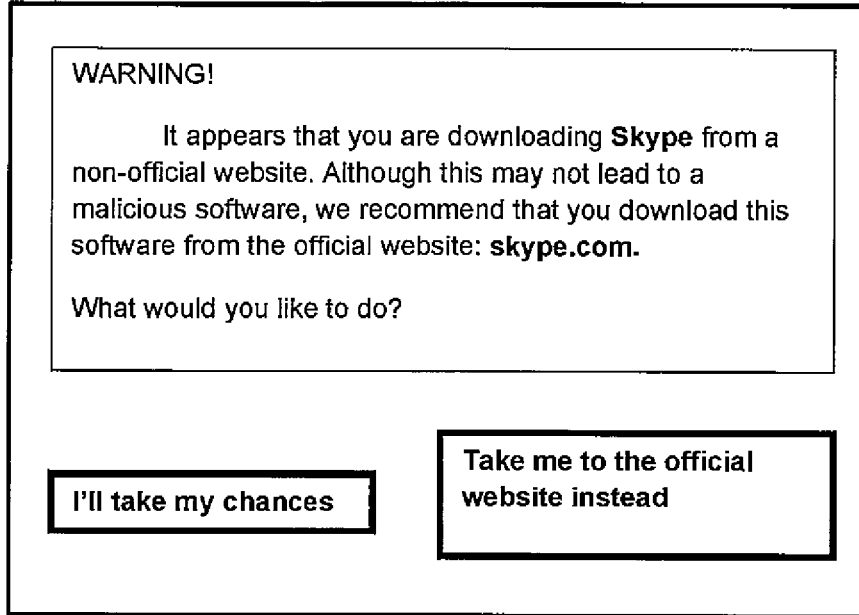 WARNING!
It appears that you are downloading Skype from a
non-official website. Although this may not lead to a
malicious software, we recommend that you download this
software from the official website: skype.com.
What would you like to do?
I'll take my chances
Take me to the official
website instead